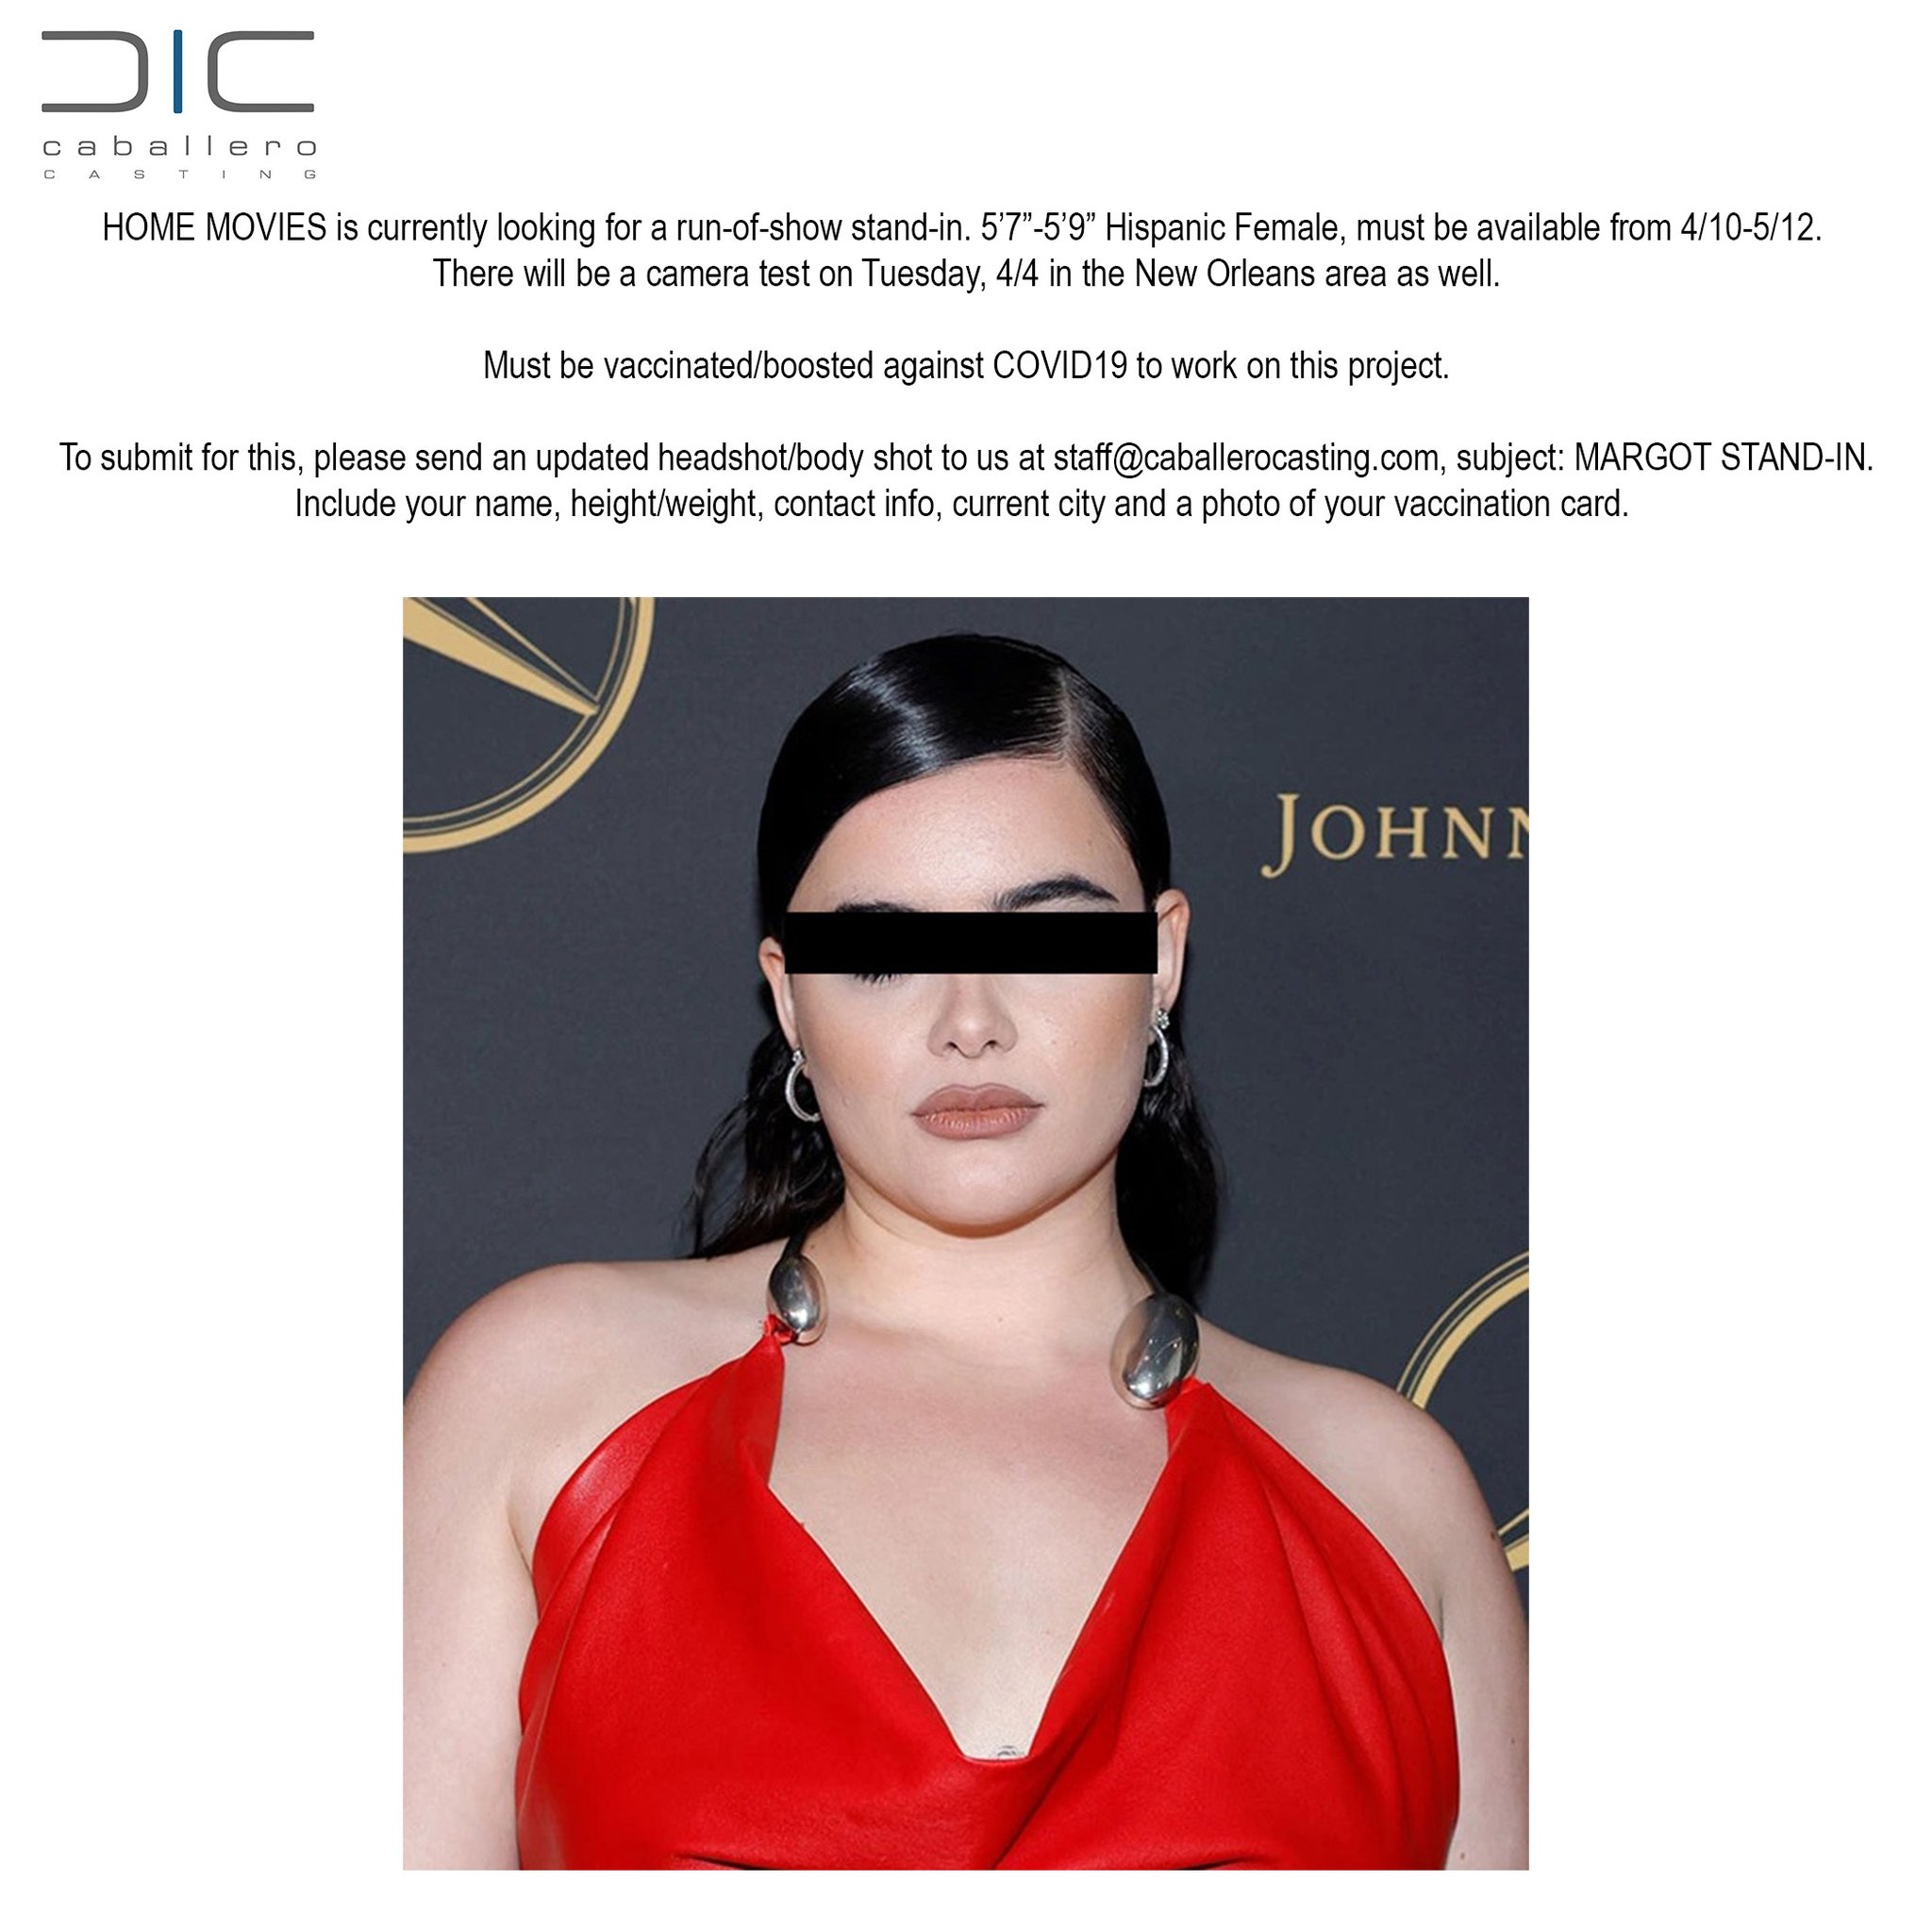 caballero
CASTING
HOME MOVIES is currently looking for a run-of-show stand-in. 5’7”-5’9” Hispanic Female, must be available from 4/10-5/12.
There will be a camera test on Tuesday, 4/4 in the New Orleans area as well.
Must be vaccinated/boosted against COVID19 to work on this project.
To submit for this, please send an updated headshot/body shot to us at staff@caballerocasting.com, subject: MARGOT STAND-IN.
Include your name, height/weight, contact info, current city and a photo of your vaccination card.
JOHNN